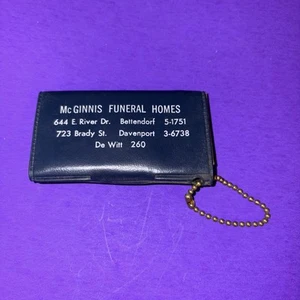 McGINNIS FUNERAL HOMES
644 E. River Dr. Bettendorf 5-1751
723 Brady St. Davenport 3-6738
De Witt 260